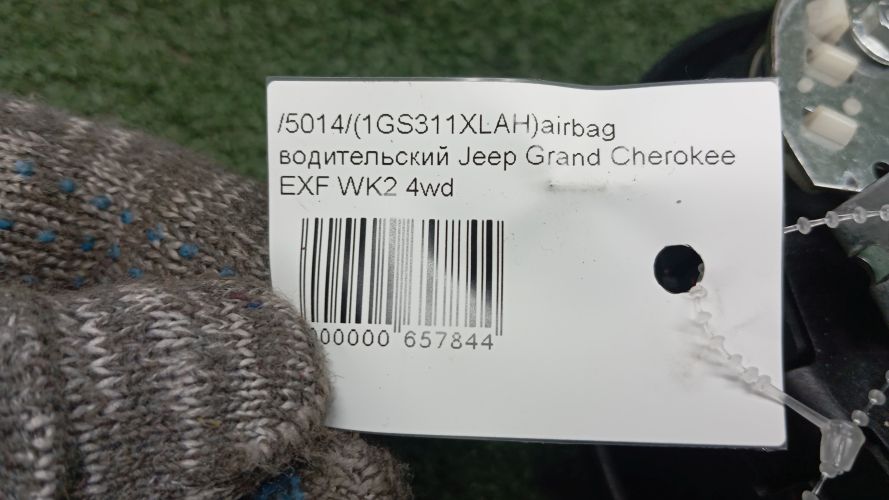 /5014/(1GS311XLAH)airbag
водительский Jeep Grand Cherokee
EXF WK2 4wd
000000 657844